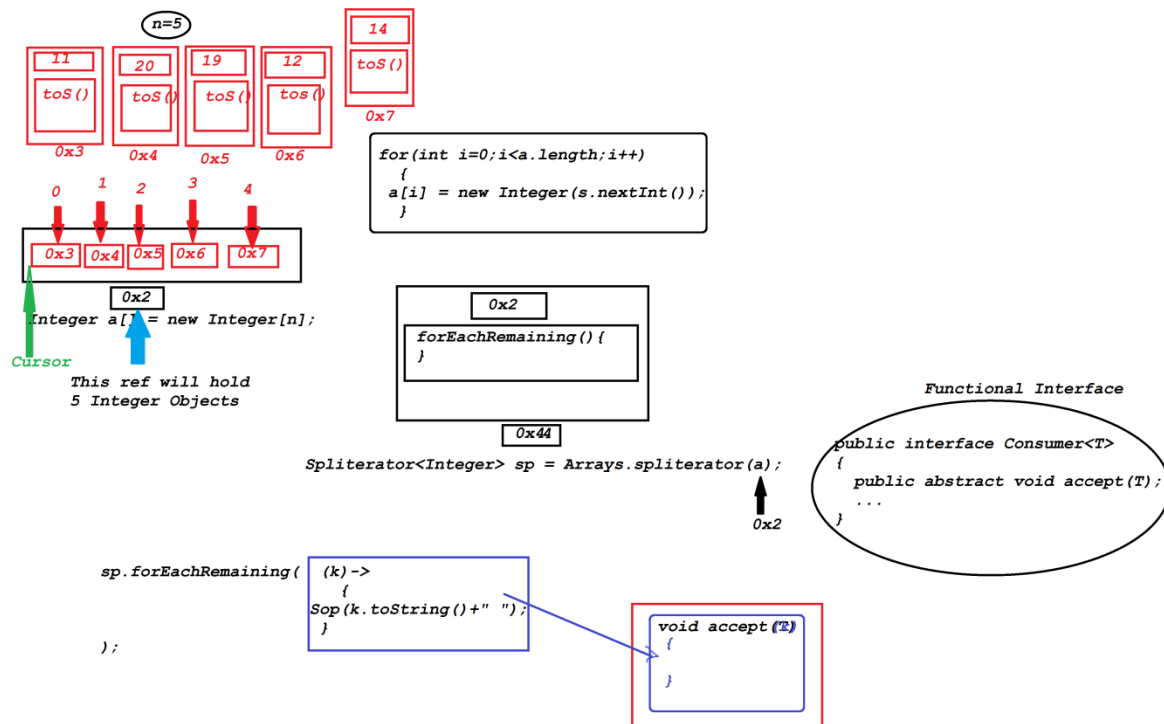 n=5
11
20
19
12
14
toS()
toS()
toS()
tos()
toS()
0x3
0x4
0x5
0x6
0x7
for(int i=0;i<a.length;i++)
{
a[i] = new Integer(s.nextInt());
}
0
1
2
3
4
0x3
0x4
0x5
0x6
0x7
0x2
Integer a[] = new Integer[n];
Cursor
This ref will hold
5 Integer Objects
0x2
forEachRemaining(){
}
0x44
Spliterator<Integer> sp = Arrays.spliterator(a);
0x2
Functional Interface
public interface Consumer<T>
{
public abstract void accept(T);
...
}
sp.forEachRemaining( (k)->
{
Sop(k.toString()+" ");
}
);
void accept(
{
}